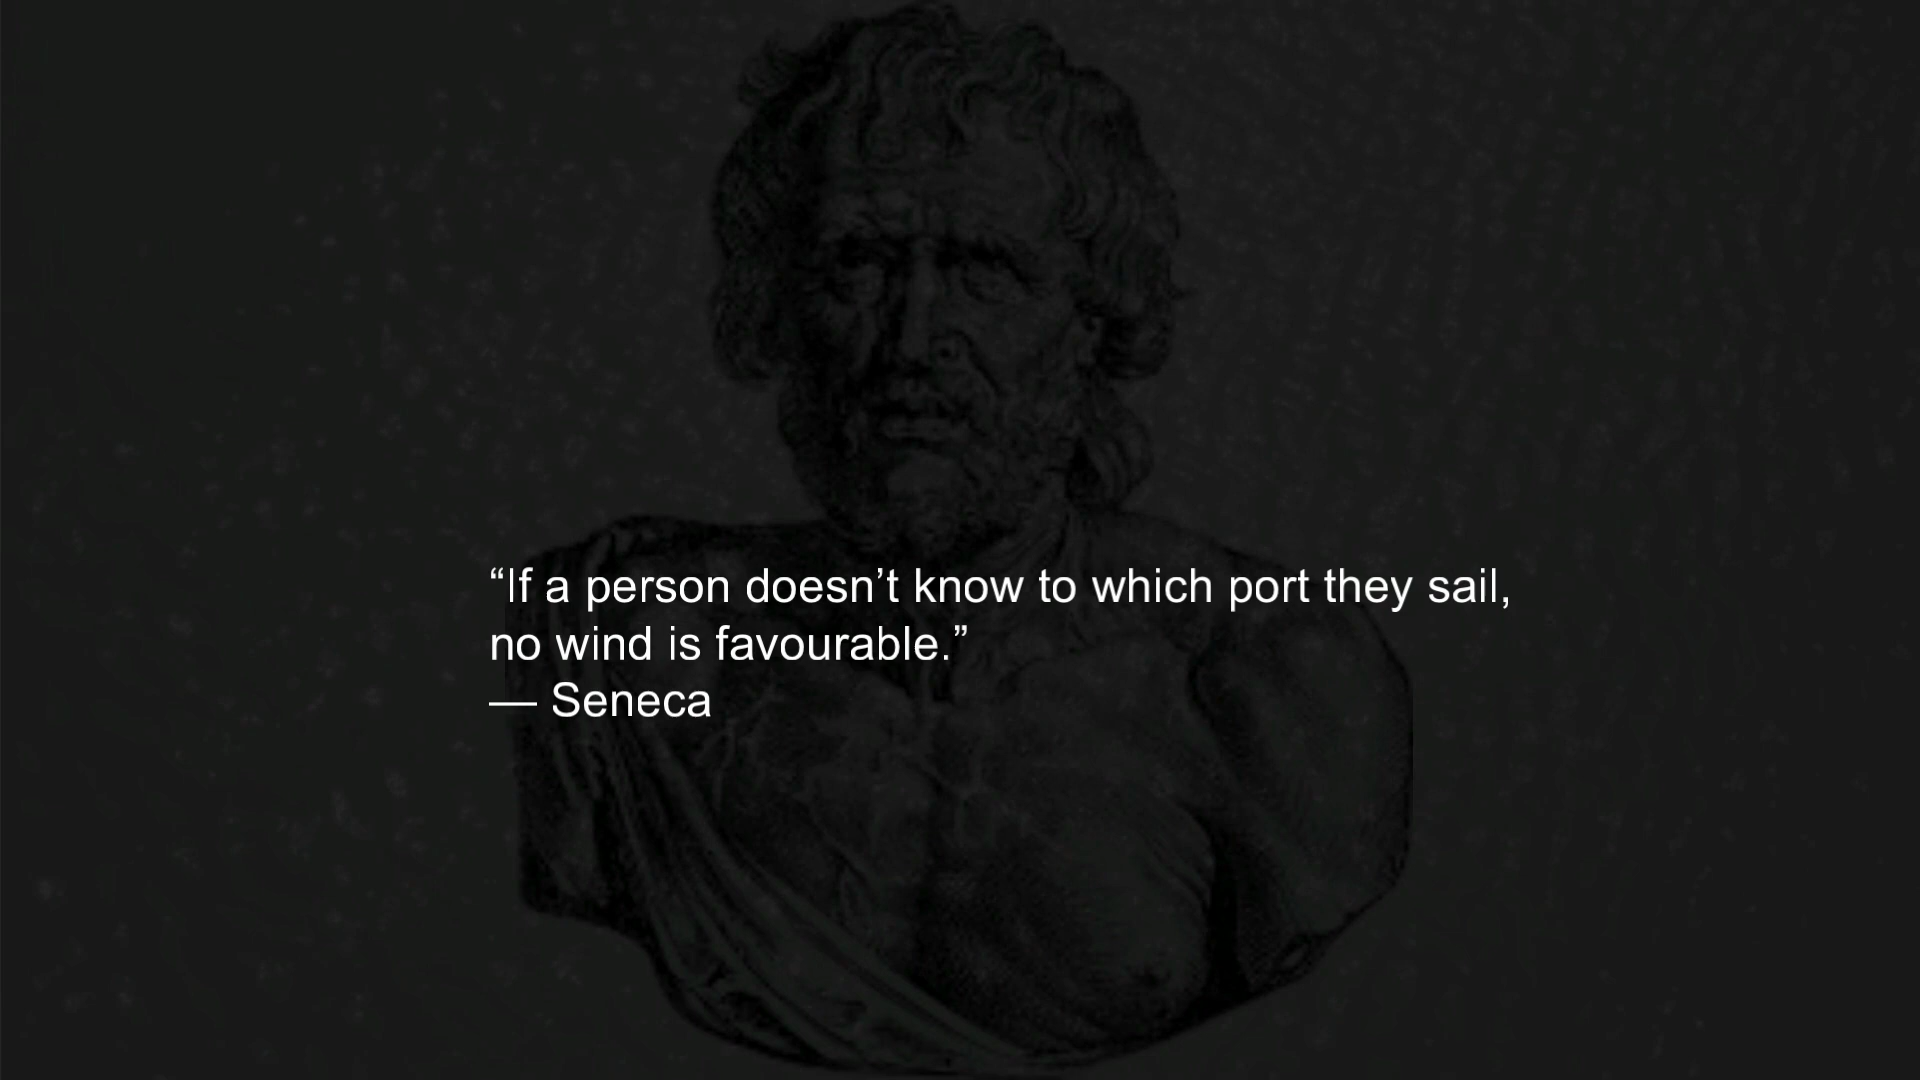 “If a person doesn’t know to which port they sail,
no wind is favourable.”
— Seneca